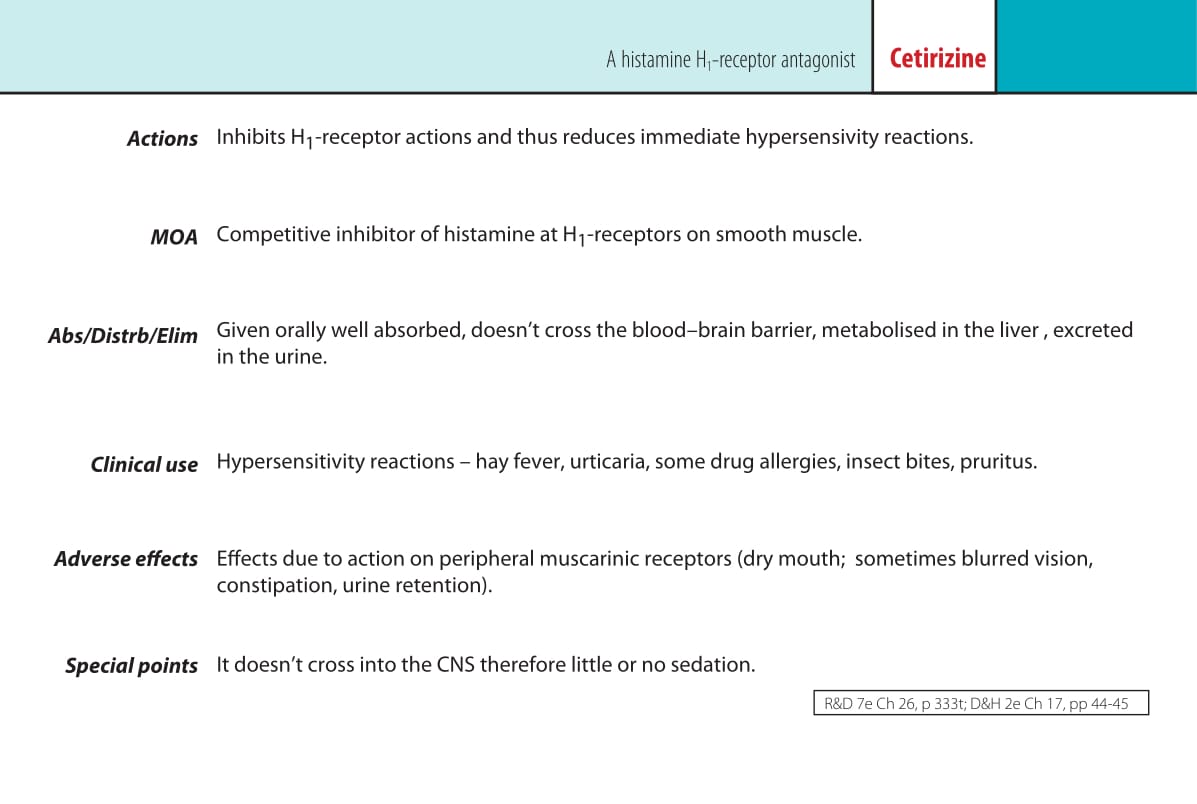 A histamine H₁-receptor antagonist Cetirizine
Actions Inhibits H₁-receptor actions and thus reduces immediate hypersensivity reactions.
MOA Competitive inhibitor of histamine at H₁-receptors on smooth muscle.
Abs/Distrb/Elim Given orally well absorbed, doesn’t cross the blood–brain barrier, metabolised in the liver , excreted
in the urine.
Clinical use Hypersensitivity reactions – hay fever, urticaria, some drug allergies, insect bites, pruritus.
Adverse effects Effects due to action on peripheral muscarinic receptors (dry mouth; sometimes blurred vision,
constipation, urine retention).
Special points It doesn’t cross into the CNS therefore little or no sedation.
R&D 7e Ch 26, p 333t; D&H 2e Ch 17, pp 44-45